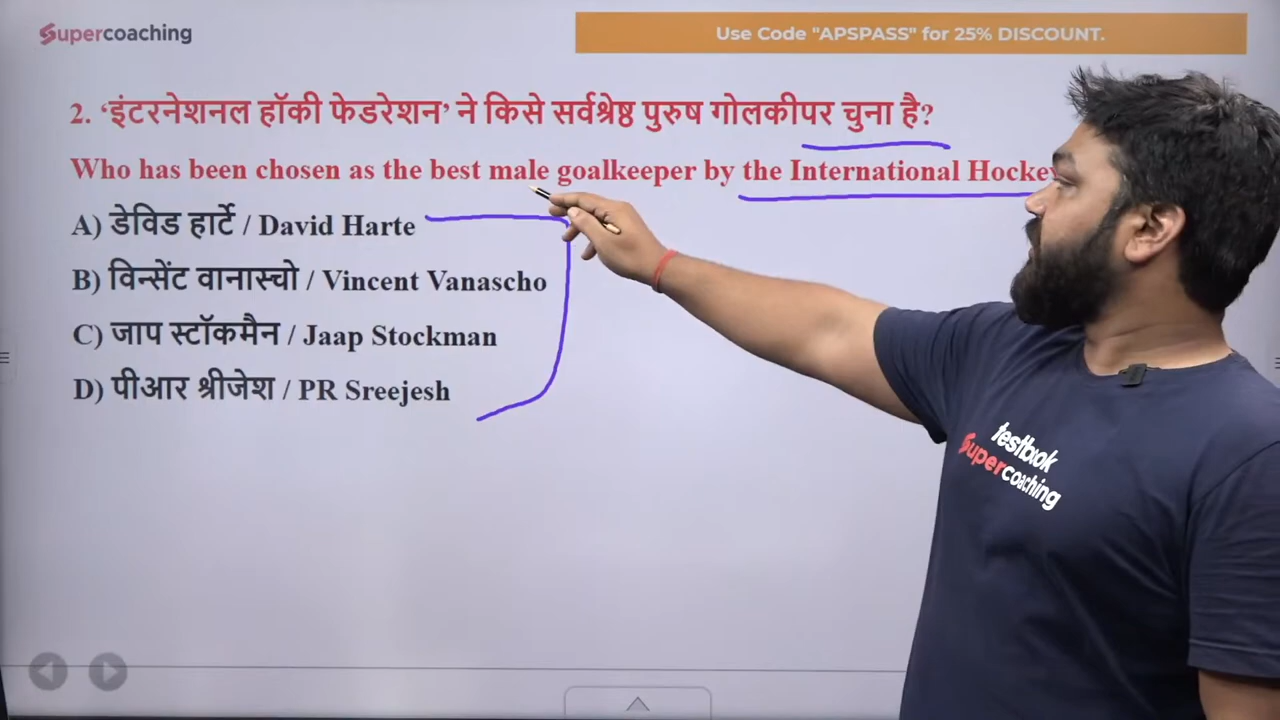 Supercoaching
Use Code "APSPASS" for 25% DISCOUNT.
2. ‘इंटरनेशनल हॉकी फेडरेशन’ ने किसे सर्वश्रेष्ठ पुरुष गोलकीपर चुना है?
Who has been chosen as the best male goalkeeper by the International Hockey
A) डेविड हार्टे / David Harte
B) विन्सेंट वानास्चो / Vincent Vanascho
C) जाप स्टॉकमैन / Jaap Stockman
D) पीआर श्रीजेश / PR Sreejesh
testbook
Supercoaching